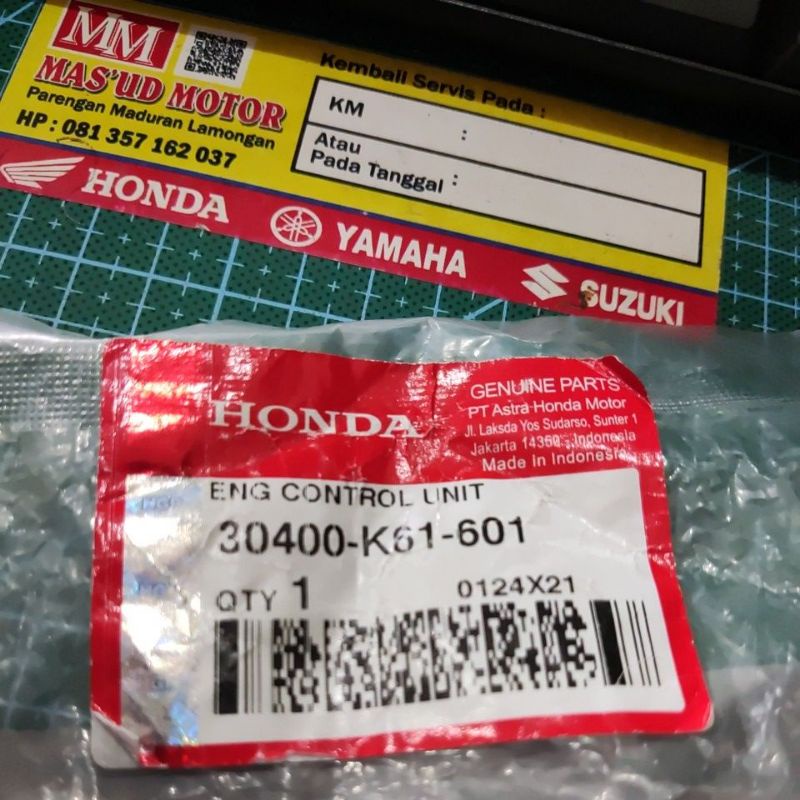 MM
MAS'UD MOTOR
Parengan Maduran Lamongan
HP : 081 357 162 037
Kembali Servis Pada :
KM :
Atau
Pada Tanggal :
HONDA YAMAHA SUZUKI
HONDA
GENUINE PARTS
PT Astra Honda Motor
Jl. Laksda Yos Sudarso, Sunter 1
Jakarta 14350 - Indonesia
Made in Indonesia
ENG CONTROL UNIT
30400-K61-601
QTY 1 0124X21